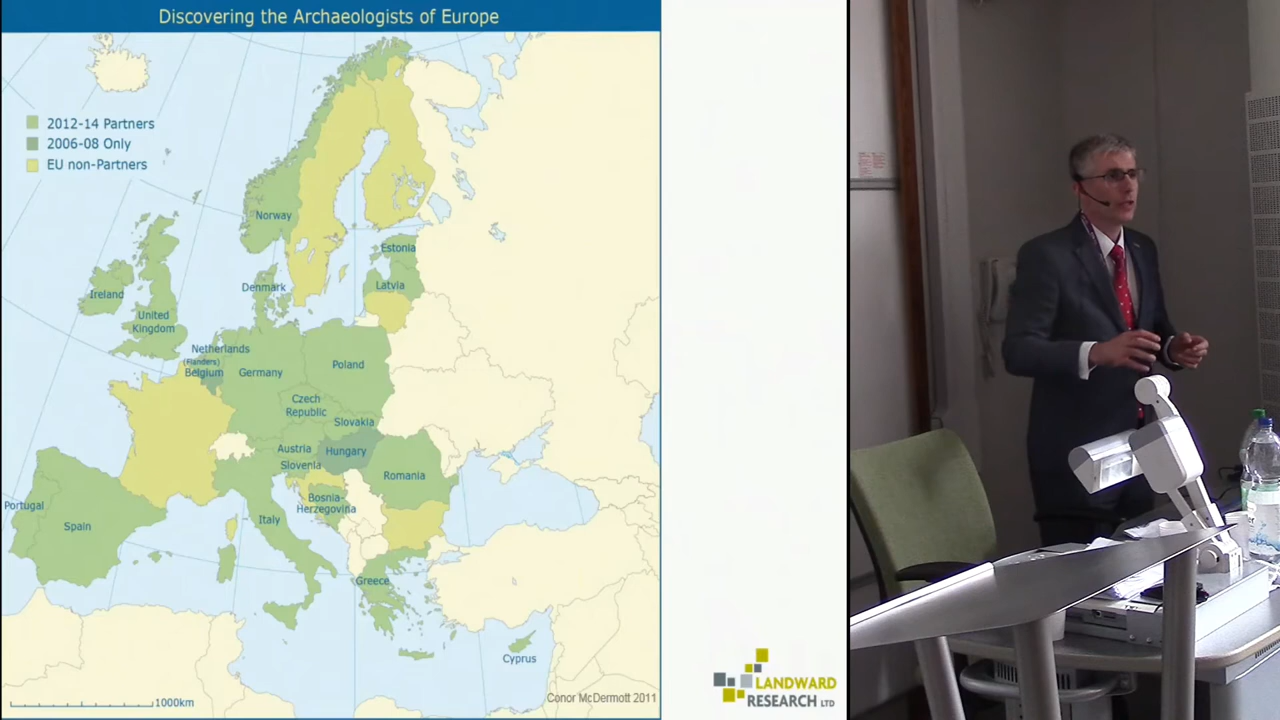 Discovering the Archaeologists of Europe
2012-14 Partners
2006-08 Only
EU non-Partners
Norway
Estonia
Latvia
Denmark
Ireland
United
Kingdom
Netherlands
(Flanders)
Belgium
Germany
Poland
Czech
Republic
Slovakia
Austria
Hungary
Slovenia
Romania
Bosnia-
Herzegovina
Portugal
Spain
Italy
Greece
Cyprus
1000km
Conor McDermott 2011
LANDWARD
RESEARCH LTD